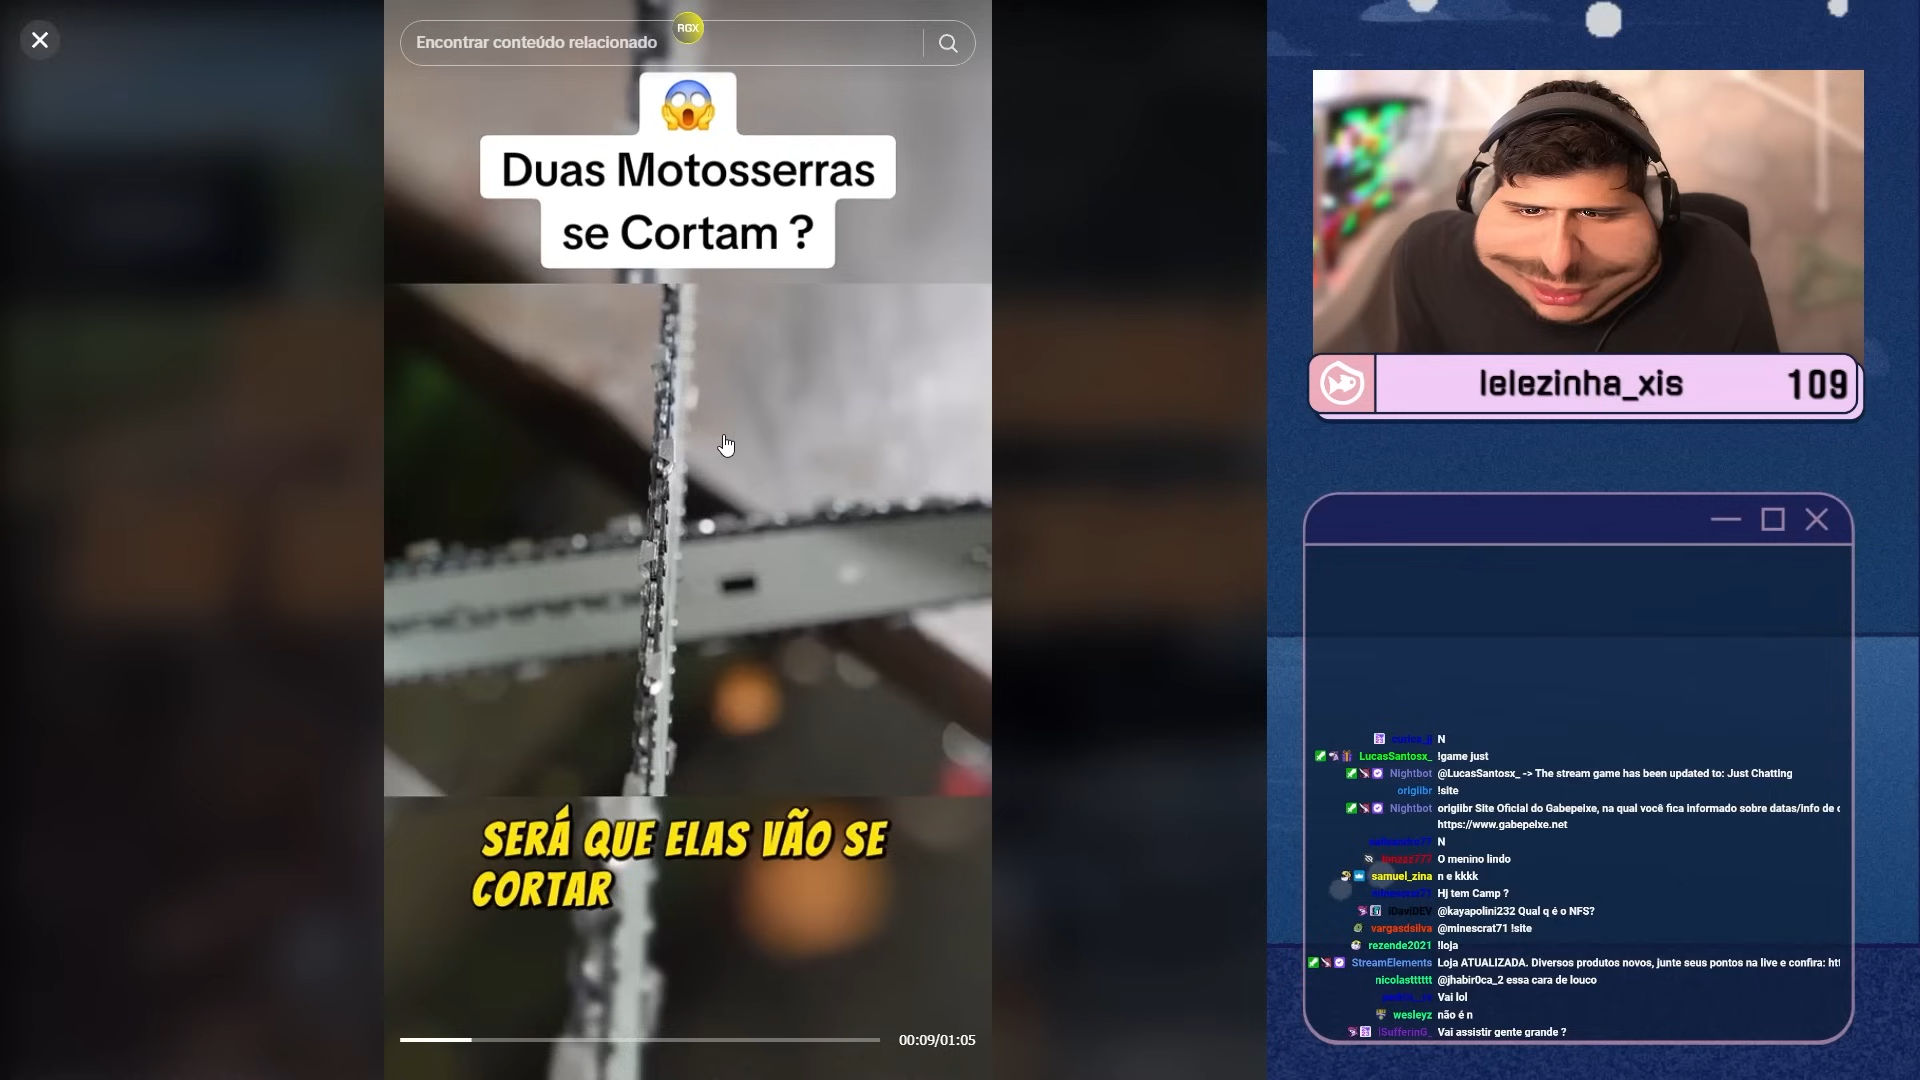 Encontrar conteúdo relacionado
RGX
😱
Duas Motosserras
se Cortam ?
SERÁ QUE ELAS VÃO SE
CORTAR
00:09/01:05
lelezinha_xis 109
N
LucasSantosx_ !game just
Nightbot @LucasSantosx_ -> The stream game has been updated to: Just Chatting
origiibr !site
Nightbot origiibr Site Oficial do Gabepeixe, na qual você fica informado sobre datas/info de
https://www.gabepeixe.net
N
O menino lindo
samuel_zina n e kkkk
Hj tem Camp ?
iDaviDEV @kayapolini232 Qual q é o NFS?
vargasdsilva @minescrat71 !site
rezende2021 !loja
StreamElements Loja ATUALIZADA. Diversos produtos novos, junte seus pontos na live e confira:
nicolastttttt @jhabir0ca_2 essa cara de louco
Vai lol
wesleyz não é n
Vai assistir gente grande ?